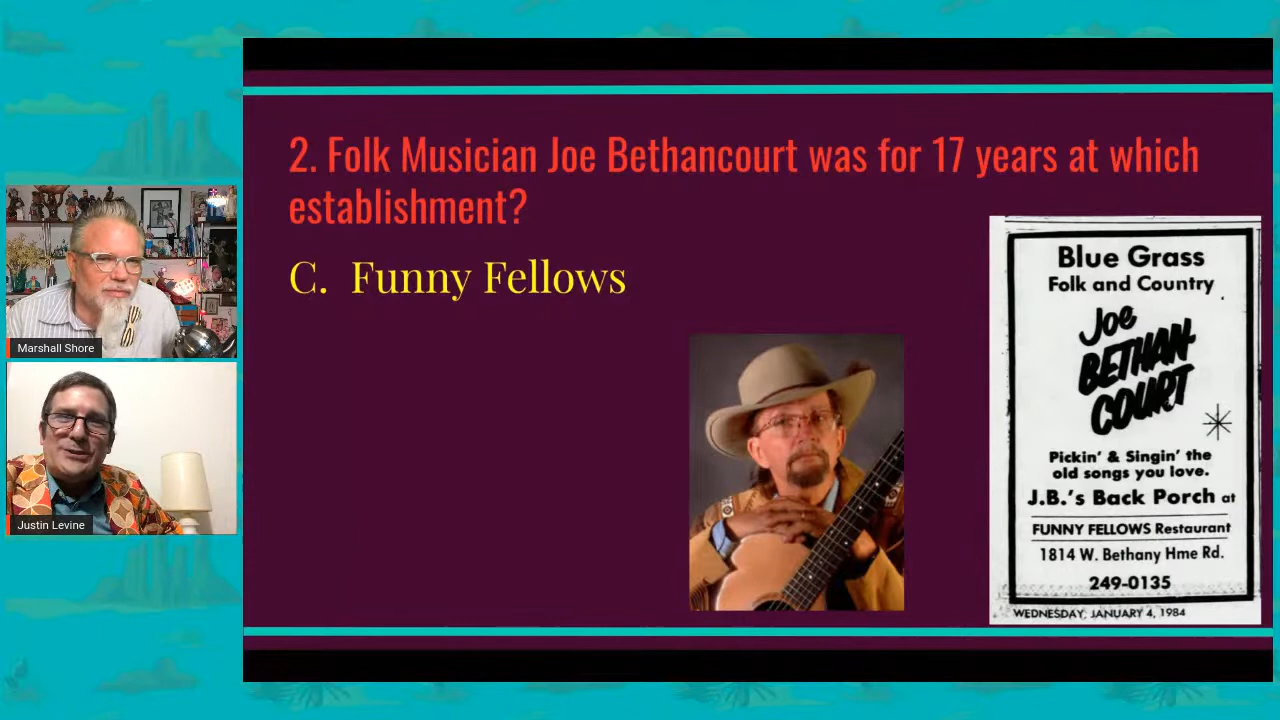 2. Folk Musician Joe Bethancourt was for 17 years at which
establishment?
C. Funny Fellows
Blue Grass
Folk and Country
Joe
BETHAN-
COURT
Pickin' & Singin' the
old songs you love.
J.B.'s Back Porch at
FUNNY FELLOWS Restaurant
1814 W. Bethany Hme Rd.
249-0135
WEDNESDAY, JANUARY 4, 1984
Marshall Shore
Justin Levine